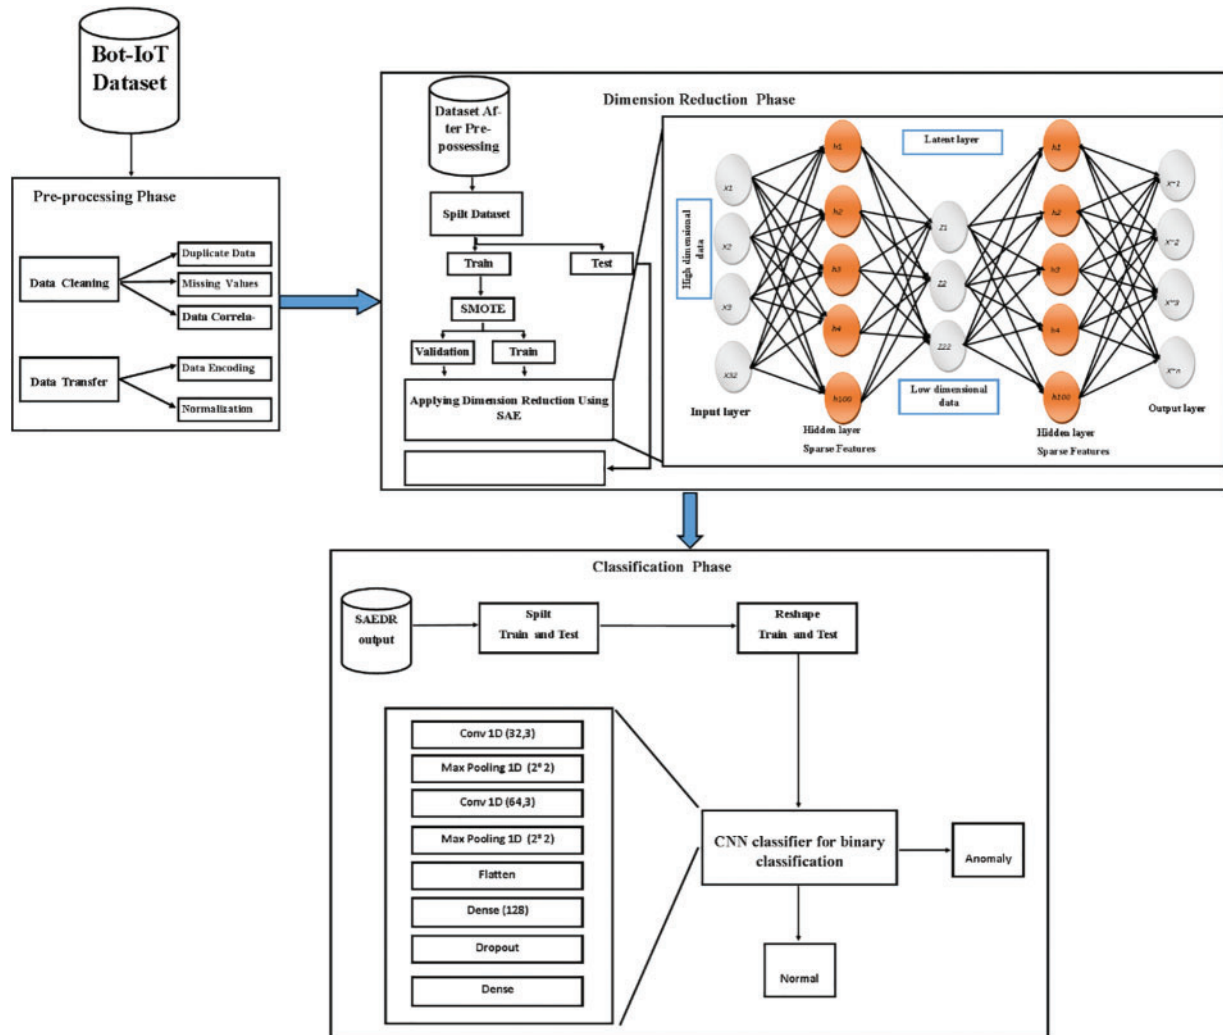 Bot-IoT
Dataset
Pre-processing Phase
Data Cleaning
Duplicate Data
Missing Values
Data Correla-
Data Transfer
Data Encoding
Normalization
Dimension Reduction Phase
Dataset Af-
ter Pre-
possessing
Spilt Dataset
Train
Test
SMOTE
Validation
Train
Applying Dimension Reduction Using
SAE
High dimensional
data
X1
X2
X3
X32
Input layer
h1
h2
h3
h4
h100
Hidden layer
Sparse Features
Latent layer
Z1
Z2
Z22
Low dimensional
data
h1
h2
h3
h4
h100
Hidden layer
Sparse Features
X~1
X~2
X~3
X~n
Output layer
Classification Phase
SAEDR
output
Spilt
Train and Test
Reshape
Train and Test
Conv 1D (32,3)
Max Pooling 1D (2*2)
Conv 1D (64,3)
Max Pooling 1D (2*2)
Flatten
Dense (128)
Dropout
Dense
CNN classifier for binary
classification
Anomaly
Normal